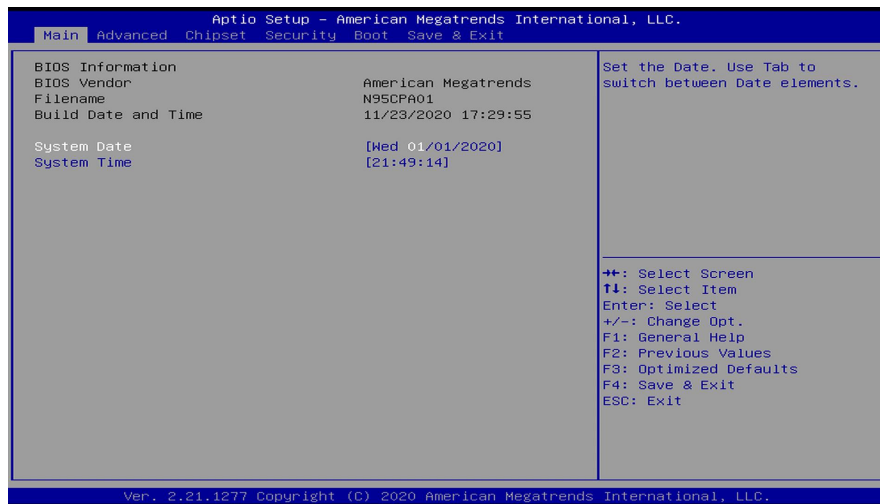 Aptio Setup – American Megatrends International, LLC.
Main Advanced Chipset Security Boot Save & Exit
BIOS Information
BIOS Vendor American Megatrends
Filename N95CPA01
Build Date and Time 11/23/2020 17:29:55
System Date [Wed 01/01/2020]
System Time [21:49:14]
Set the Date. Use Tab to
switch between Date elements.
→←: Select Screen
↑↓: Select Item
Enter: Select
+/-: Change Opt.
F1: General Help
F2: Previous Values
F3: Optimized Defaults
F4: Save & Exit
ESC: Exit
Ver. 2.21.1277 Copyright (C) 2020 American Megatrends International, LLC.